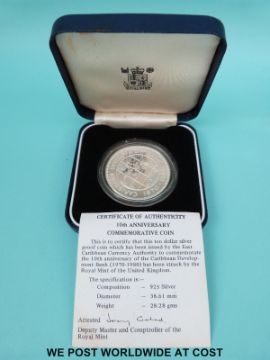 ROYAL MINT
CERTIFICATE OF AUTHENTICITY
10th ANNIVERSARY
COMMEMORATIVE COIN
This is to certify that this ten dollar silver
proof coin which has been issued by the East
Caribbean Currency Authority to commemorate
the 10th anniversary of the Caribbean Develop-
ment Bank (1970-1980) has been struck by the
Royal Mint of the United Kingdom.
The specification is:-
Composition - 925 Silver
Diameter - 38.61 mm
Weight - 28.28 gms
Attested
Deputy Master and Comptroller of the
Royal Mint
WE POST WORLDWIDE AT COST